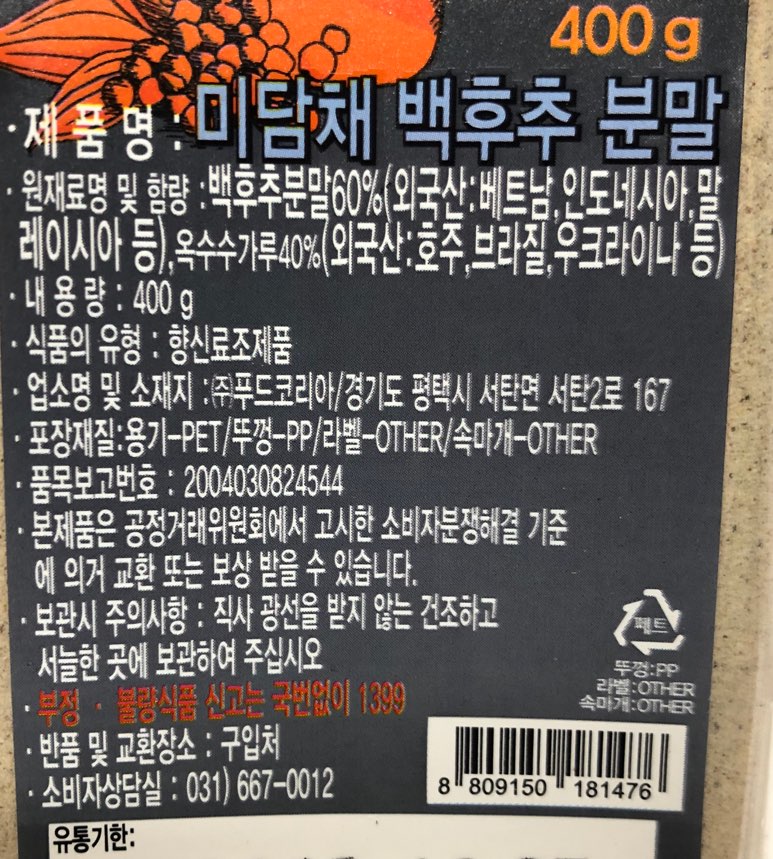 400 g
· 제 품 명 : 미담채 백후추 분말
· 원재료명 및 함량 :백후추분말60%(외국산:베트남,인도네시아,말
레이시아 등),옥수수가루40%(외국산:호주,브라질,우크라이나 등)
· 내 용 량 : 400 g
· 식품의 유형 : 향신료조제품
· 업소명 및 소재지 :㈜푸드코리아/경기도 평택시 서탄면 서탄2로 167
· 포장재질:용기-PET/뚜껑-PP/라벨-OTHER/속마개-OTHER
· 품목보고번호 : 2004030824544
· 본제품은 공정거래위원회에서 고시한 소비자분쟁해결 기준
에 의거 교환 또는 보상 받을 수 있습니다.
· 보관시 주의사항 : 직사 광선을 받지 않는 건조하고
서늘한 곳에 보관하여 주십시오
· 부정 · 불량식품 신고는 국번없이 1399
· 반품 및 교환장소 : 구입처
· 소비자상담실 : 031) 667-0012
페트
뚜껑:PP
라벨:OTHER
속마개:OTHER
8 809150 181476
유통기한: